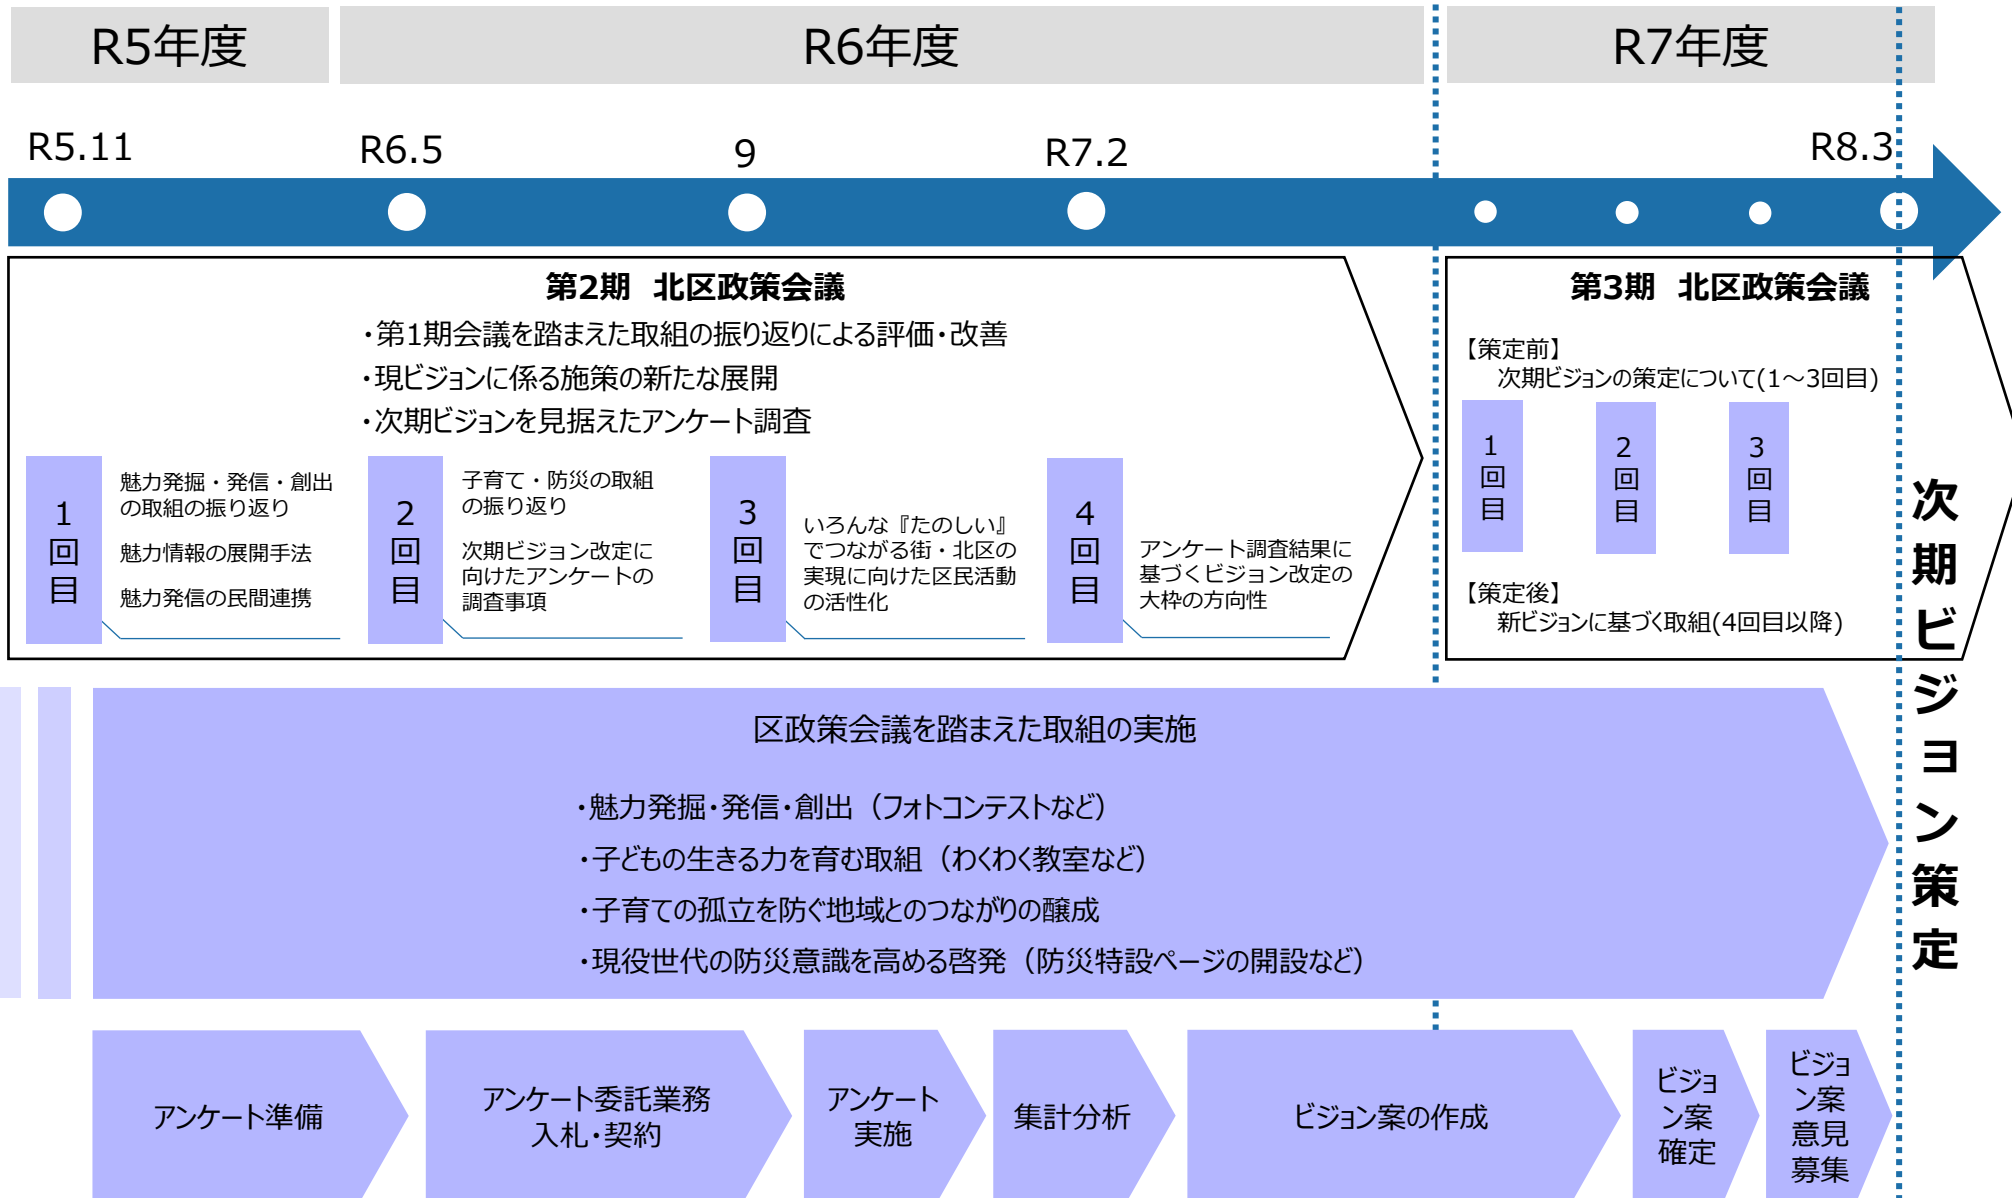 R5年度
R6年度
R7年度
R5.11
R6.5
9
R7.2
R8.3
第2期 北区政策会議
・第1期会議を踏まえた取組の振り返りによる評価・改善
・現ビジョンに係る施策の新たな展開
・次期ビジョンを見据えたアンケート調査
1回目
魅力発掘・発信・創出
の取組の振り返り
魅力情報の展開手法
魅力発信の民間連携
2回目
子育て・防災の取組
の振り返り
次期ビジョン改定に
向けたアンケートの
調査事項
3回目
いろんな『たのしい』
でつながる街・北区の
実現に向けた区民活動
の活性化
4回目
アンケート調査結果に
基づくビジョン改定の
大枠の方向性
第3期 北区政策会議
【策定前】
次期ビジョンの策定について(1～3回目)
1回目
2回目
3回目
【策定後】
新ビジョンに基づく取組(4回目以降)
次期ビジョン策定
区政策会議を踏まえた取組の実施
・魅力発掘・発信・創出（フォトコンテストなど）
・子どもの生きる力を育む取組（わくわく教室など）
・子育ての孤立を防ぐ地域とのつながりの醸成
・現役世代の防災意識を高める啓発（防災特設ページの開設など）
アンケート準備
アンケート委託業務
入札・契約
アンケート
実施
集計分析
ビジョン案の作成
ビジョ
ン案
確定
ビジョ
ン案
意見
募集